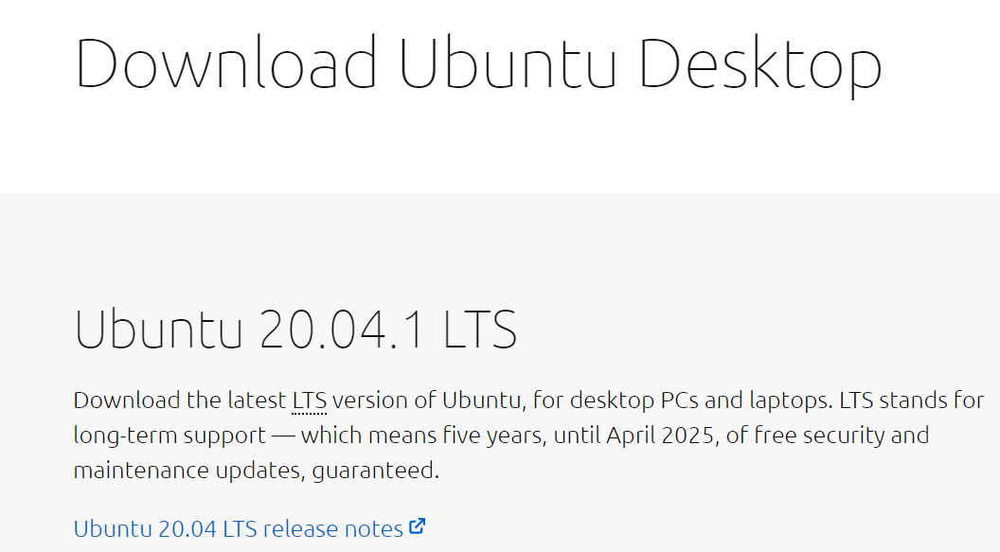 Download Ubuntu Desktop
Ubuntu 20.04.1 LTS
Download the latest LTS version of Ubuntu, for desktop PCs and laptops. LTS stands for
long-term support — which means five years, until April 2025, of free security and
maintenance updates, guaranteed.
Ubuntu 20.04 LTS release notes